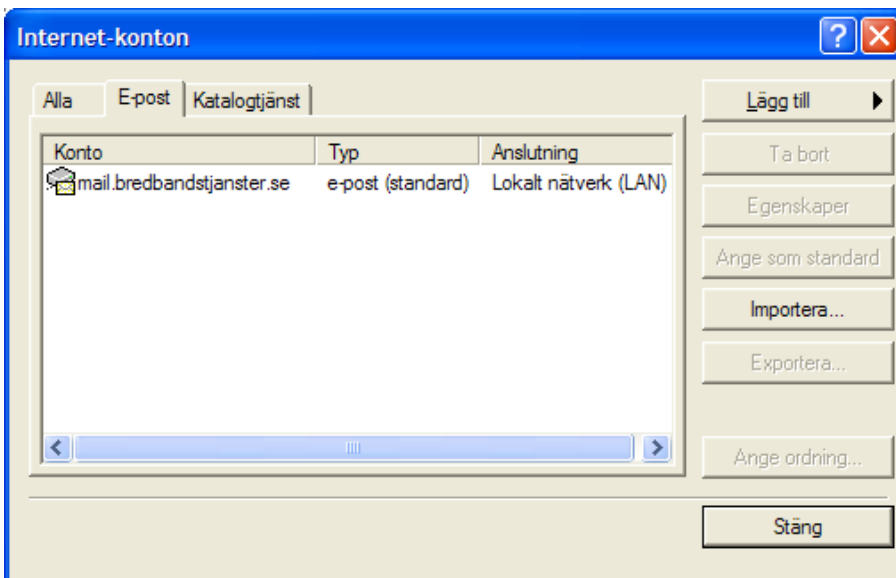 Internet-konton
Alla E-post Katalogtjänst
Konto Typ Anslutning
mail.bredbandstjanster.se e-post (standard) Lokalt nätverk (LAN)
Lägg till
Ta bort
Egenskaper
Ange som standard
Importera...
Exportera...
Ange ordning...
Stäng